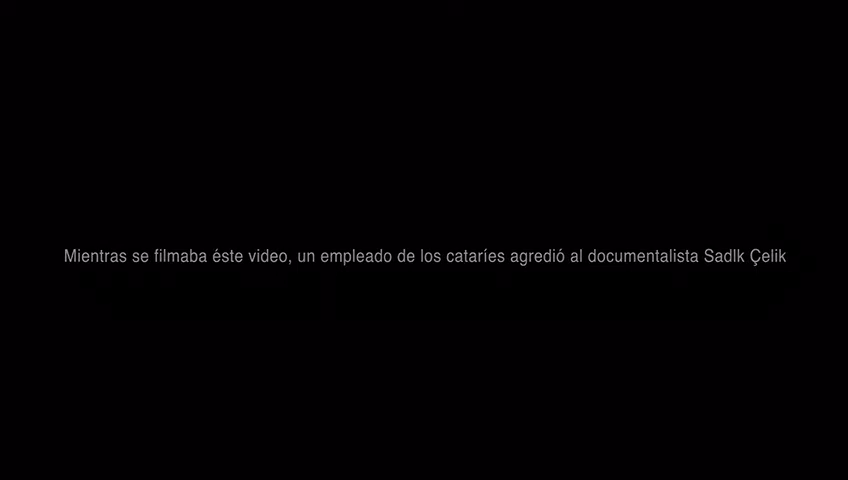 Mientras se filmaba éste video, un empleado de los cataríes agredió al documentalista Sadlk Çelik